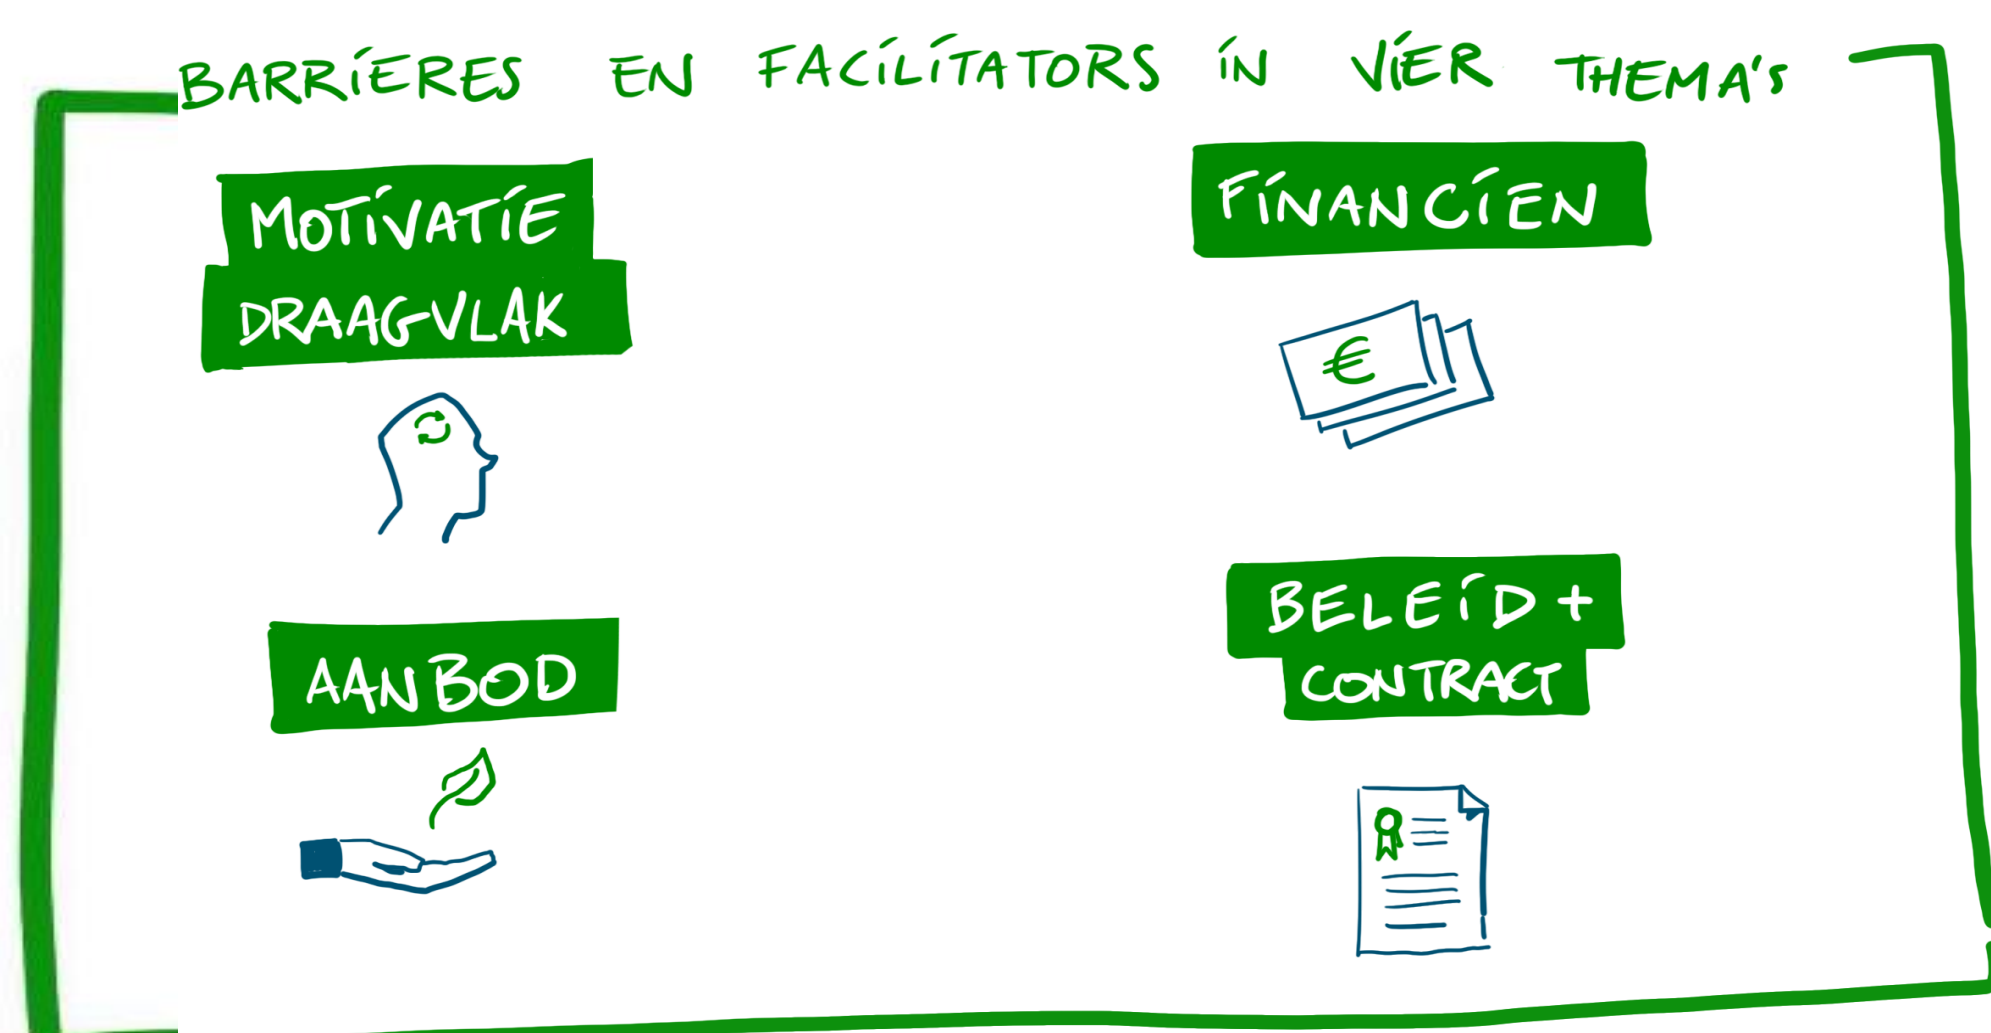 BARRIERES EN FACILITATORS IN VIER THEMA'S
MOTIVATIE
DRAAGVLAK
FINANCIEN
€
AANBOD
BELEID +
CONTRACT